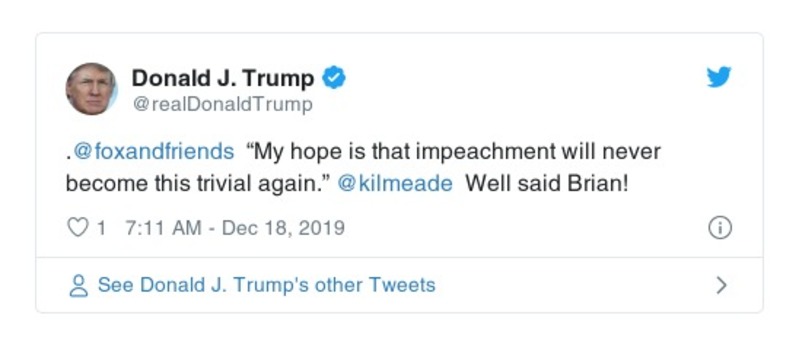 Donald J. Trump
@realDonaldTrump
.@foxandfriends “My hope is that impeachment will never
become this trivial again.” @kilmeade Well said Brian!
1 7:11 AM - Dec 18, 2019
See Donald J. Trump's other Tweets